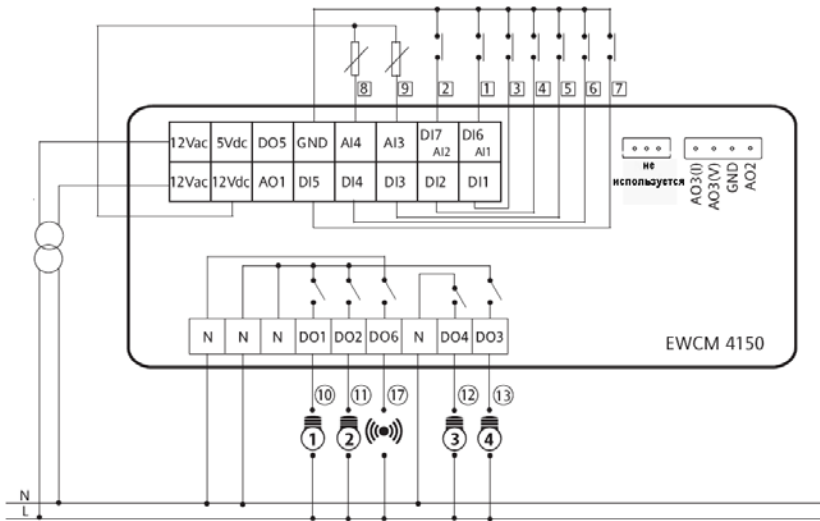 8 9 2 1 3 4 5 6 7
12Vac 5Vdc DO5 GND AI4 AI3 DI7 AI2 DI6 AI1
12Vac 12Vdc AO1 DI5 DI4 DI3 DI2 DI1
не
используется
AO3(I)
AO3(V)
GND
AO2
N N N DO1 DO2 DO6 N DO4 DO3
EWCM 4150
10 11 17 12 13
1 2 3 4
N
L